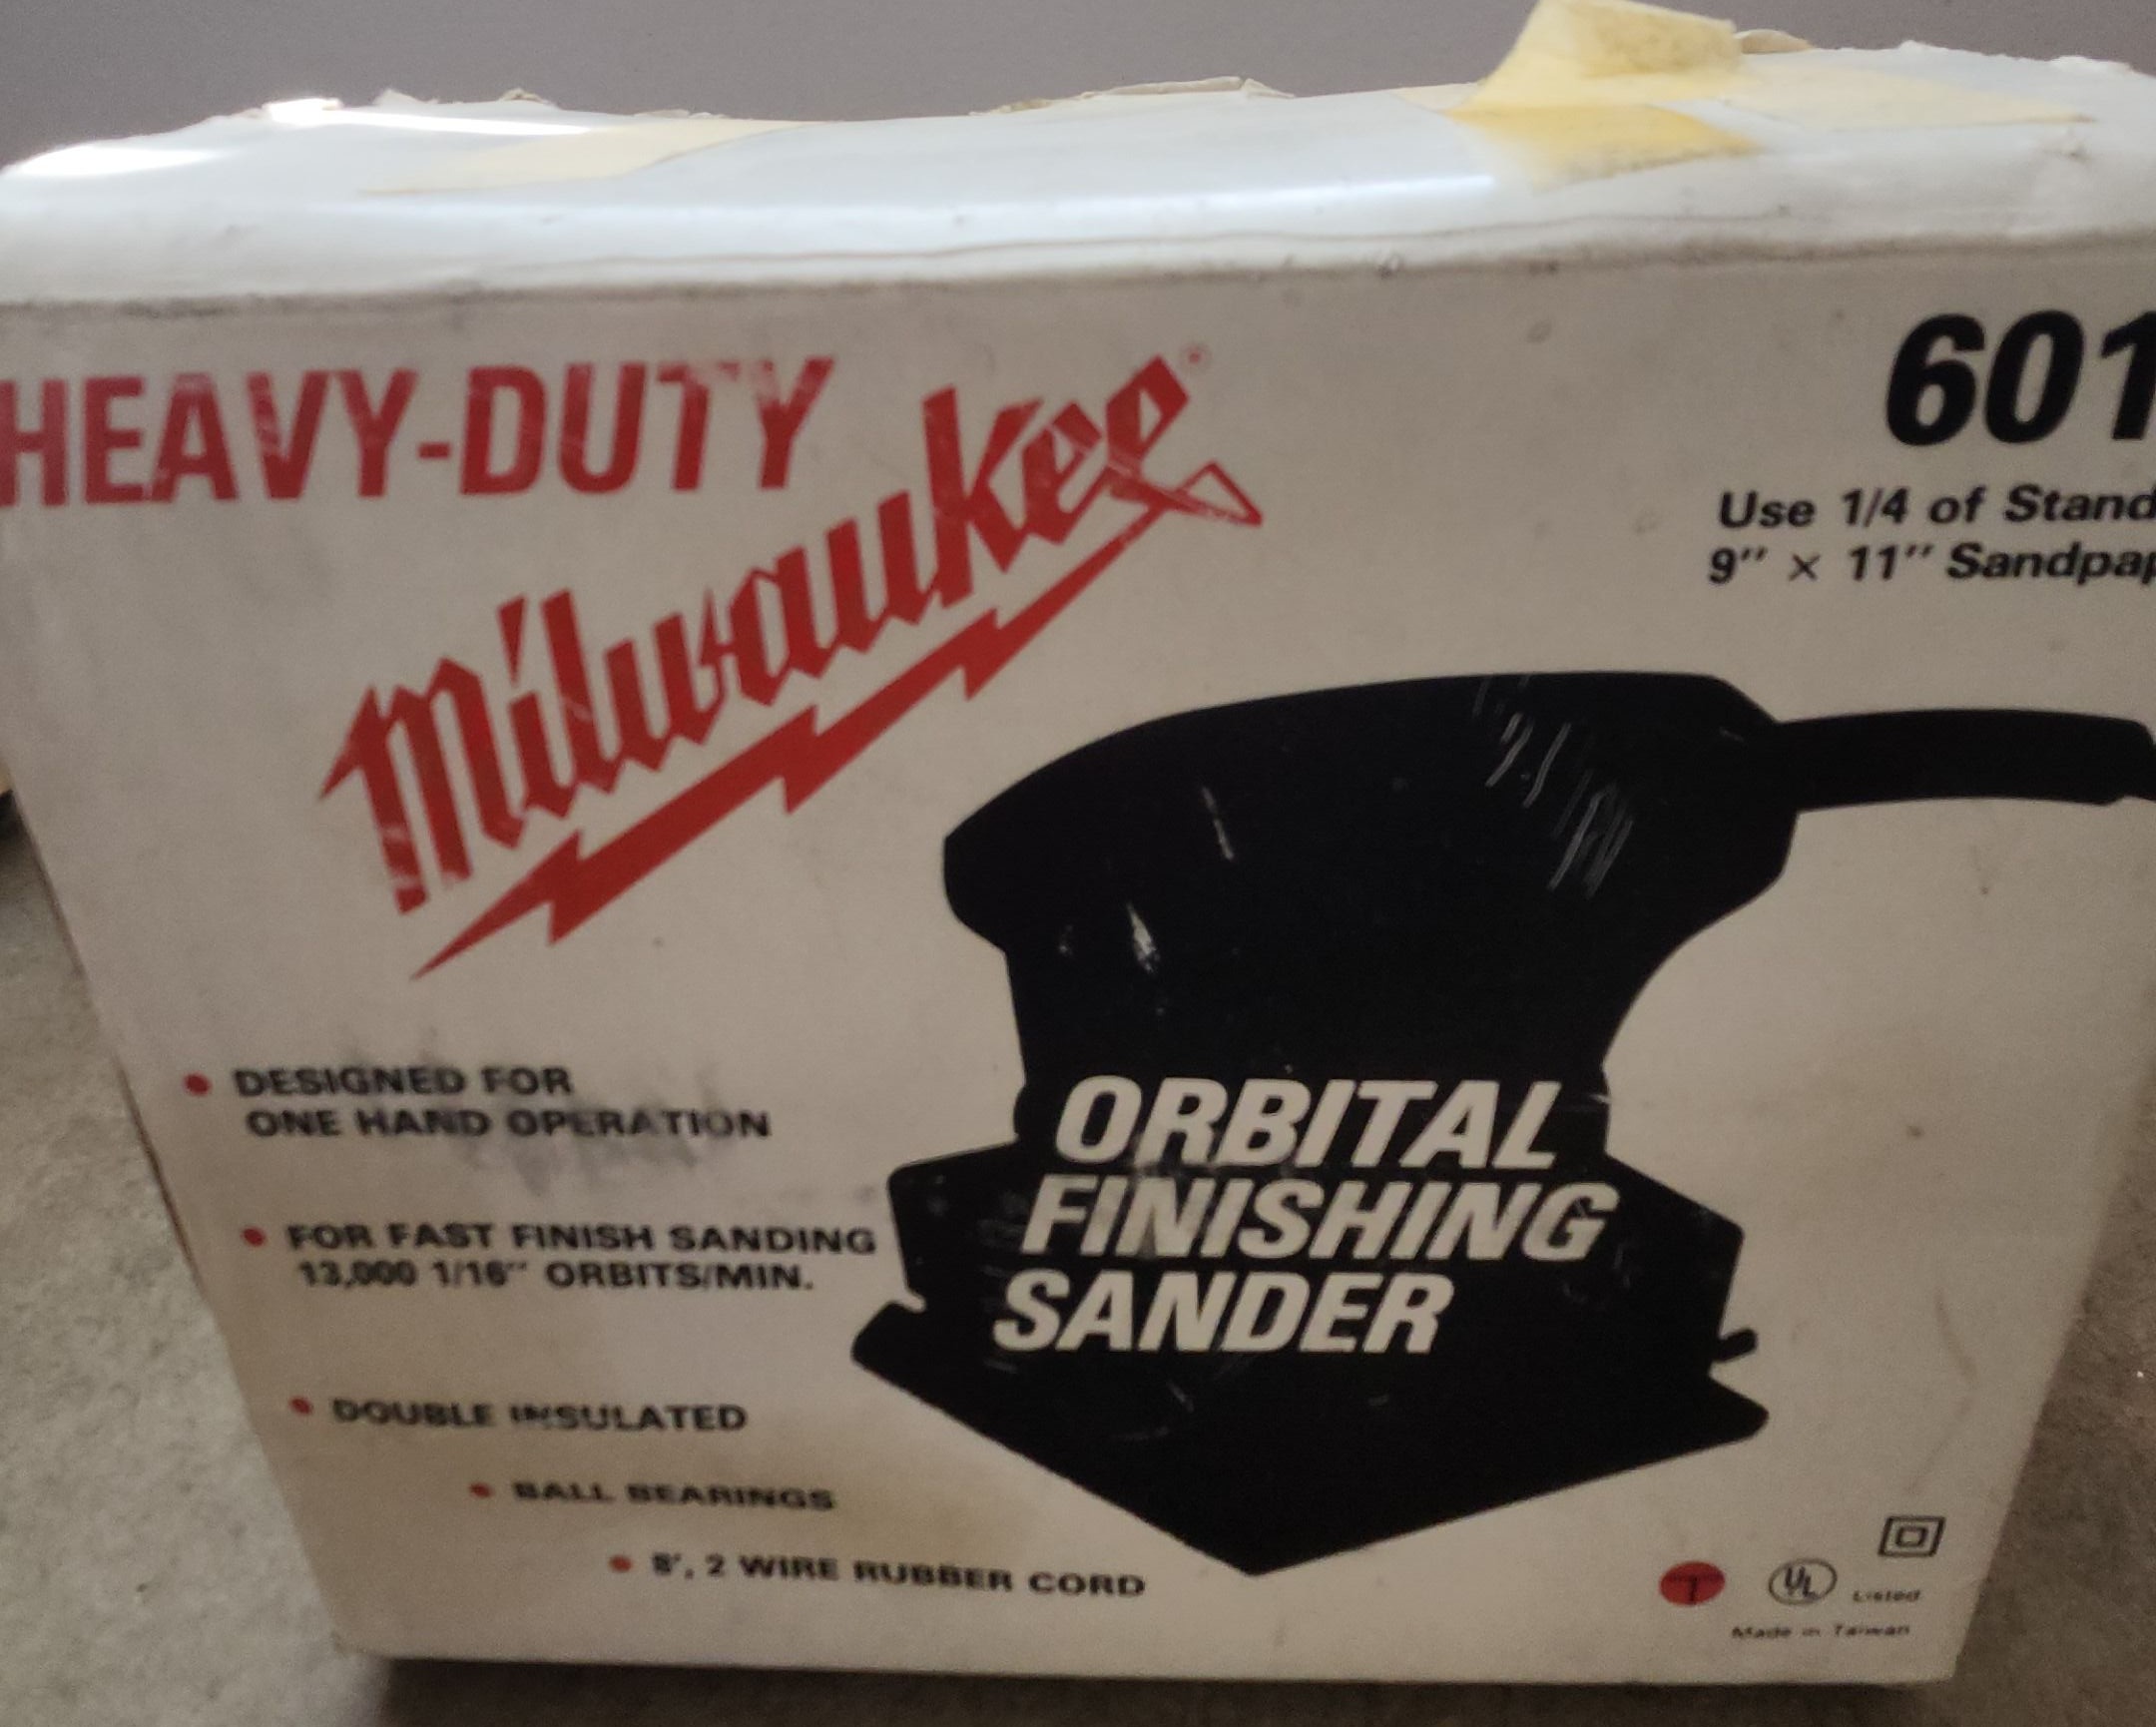 HEAVY-DUTY
Milwaukee®
601
Use 1/4 of Stand
9" × 11" Sandpap
• DESIGNED FOR
ONE HAND OPERATION
• FOR FAST FINISH SANDING
13,000 1/16" ORBITS/MIN.
• DOUBLE INSULATED
• BALL BEARINGS
• 8', 2 WIRE RUBBER CORD
ORBITAL
FINISHING
SANDER
UL Listed
Made in Taiwan